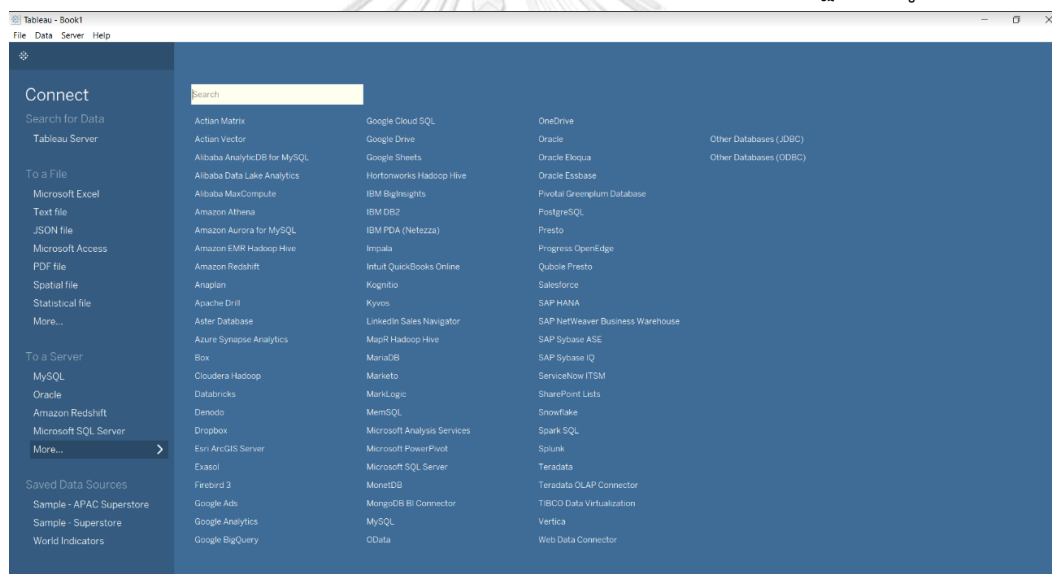 Tableau - Book1
File Data Server Help
Connect
Search for Data
Tableau Server
To a File
Microsoft Excel
Text file
JSON file
Microsoft Access
PDF file
Spatial file
Statistical file
More...
To a Server
MySQL
Oracle
Amazon Redshift
Microsoft SQL Server
More...
Saved Data Sources
Sample - APAC Superstore
Sample - Superstore
World Indicators
Search
Actian Matrix
Actian Vector
Alibaba AnalyticDB for MySQL
Alibaba Data Lake Analytics
Alibaba MaxCompute
Amazon Athena
Amazon Aurora for MySQL
Amazon EMR Hadoop Hive
Amazon Redshift
Anaplan
Apache Drill
Aster Database
Azure Synapse Analytics
Box
Cloudera Hadoop
Databricks
Denodo
Dropbox
Esri ArcGIS Server
Exasol
Firebird 3
Google Ads
Google Analytics
Google BigQuery
Google Cloud SQL
Google Drive
Google Sheets
Hortonworks Hadoop Hive
IBM BigInsights
IBM DB2
IBM PDA (Netezza)
Impala
Intuit QuickBooks Online
Kognitio
Kyvos
LinkedIn Sales Navigator
MapR Hadoop Hive
MariaDB
Marketo
MarkLogic
MemSQL
Microsoft Analysis Services
Microsoft PowerPivot
Microsoft SQL Server
MonetDB
MongoDB BI Connector
MySQL
OData
OneDrive
Oracle
Oracle Eloqua
Oracle Essbase
Pivotal Greenplum Database
PostgreSQL
Presto
Progress OpenEdge
Qubole Presto
Salesforce
SAP HANA
SAP NetWeaver Business Warehouse
SAP Sybase ASE
SAP Sybase IQ
ServiceNow ITSM
SharePoint Lists
Snowflake
Spark SQL
Splunk
Teradata
Teradata OLAP Connector
TIBCO Data Virtualization
Vertica
Web Data Connector
Other Databases (JDBC)
Other Databases (ODBC)